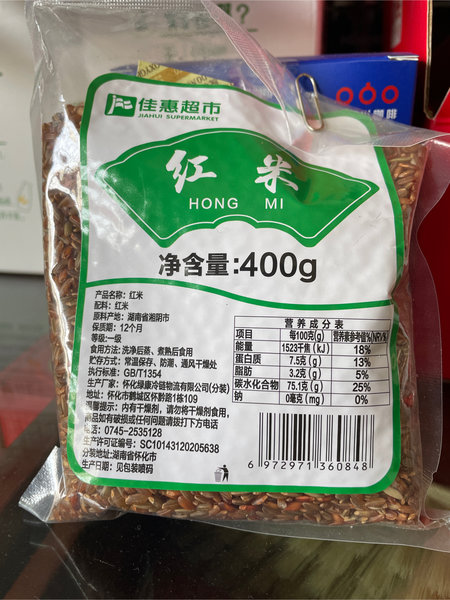 佳惠超市
JIAHUI SUPERMARKET
红米
HONG MI
净含量:400g
产品名称: 红米
配料: 红米
原料产地: 湖南省湘阴市
保质期: 12个月
等级: 一级
食用方法: 洗净后蒸、煮熟后食用
贮存方式: 常温保存、防潮、通风干燥处
执行标准: GB/T1354
生产厂家: 怀化绿康冷链物流有限公司(分装)
地址: 怀化市鹤城区怀黔路1栋109
温馨提示: 内有干燥剂, 请勿将干燥剂食用,
商品如有问题或任何问题请拨打下方电话
电话: 0745-2535128
生产许可证编号: SC10143120205638
分装地址:湖南省怀化市
生产日期: 见包装喷码
营养成分表
项目 每100克(g) 营养素参考值%(NRV%)
能量 1523千焦(kJ) 18%
蛋白质 7.5克(g) 13%
脂肪 3.2克(g) 5%
碳水化合物 75.1克(g) 25%
钠 0毫克(mg) 0%
6 972971 360848
咖啡